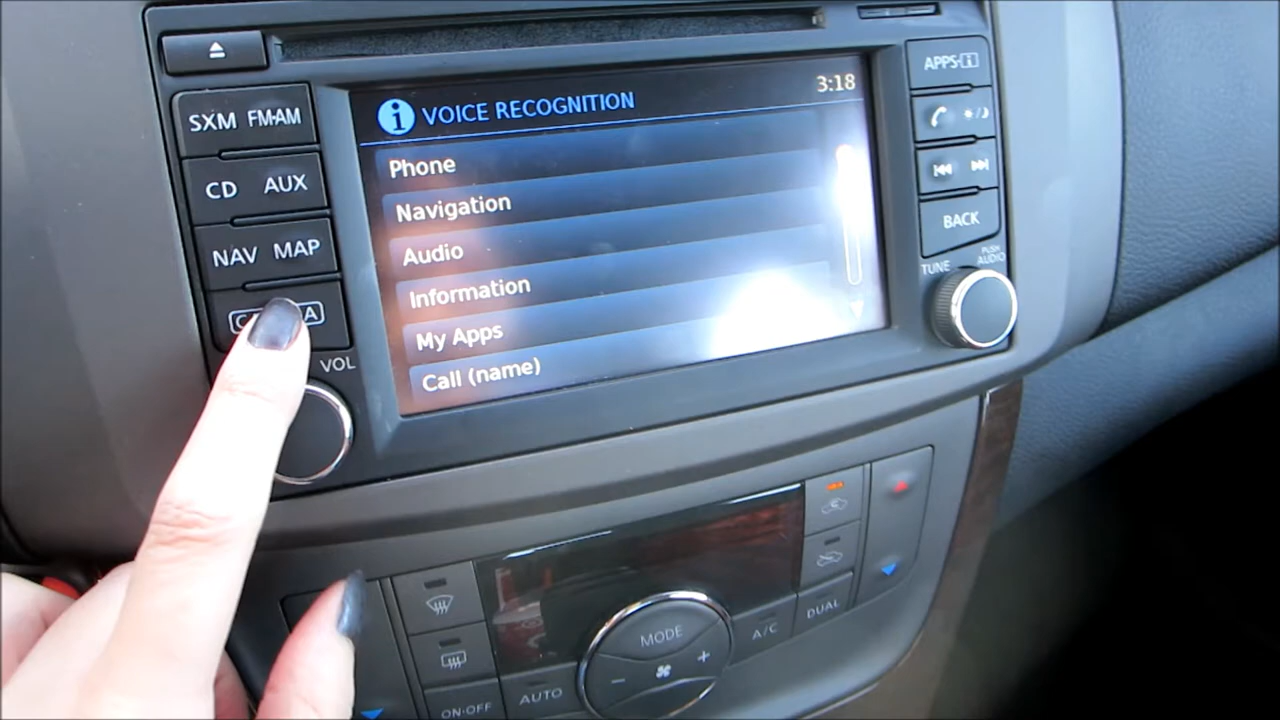 SXM FM·AM
CD AUX
NAV MAP
VOL
VOICE RECOGNITION
3:18
Phone
Navigation
Audio
Information
My Apps
Call (name)
APPS·i
BACK
TUNE
PUSH
AUDIO
MODE
A/C
DUAL
AUTO
ON·OFF